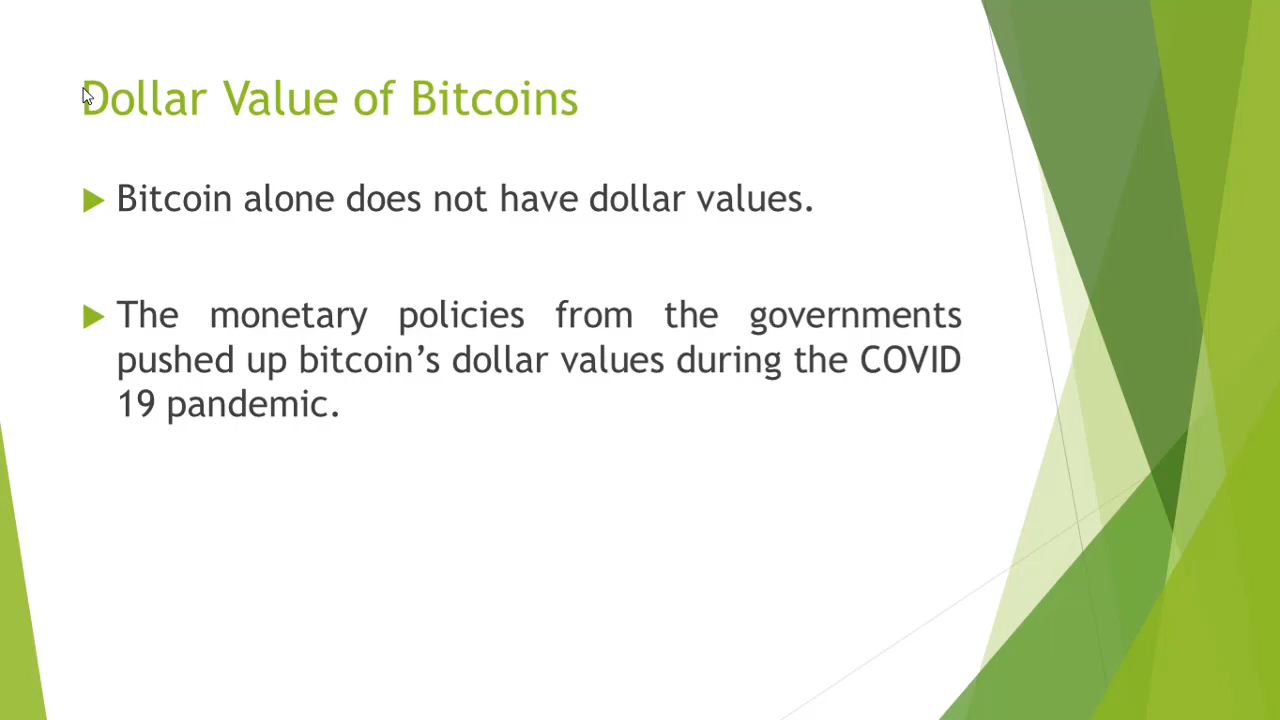 Dollar Value of Bitcoins
Bitcoin alone does not have dollar values.
The monetary policies from the governments
pushed up bitcoin’s dollar values during the COVID
19 pandemic.